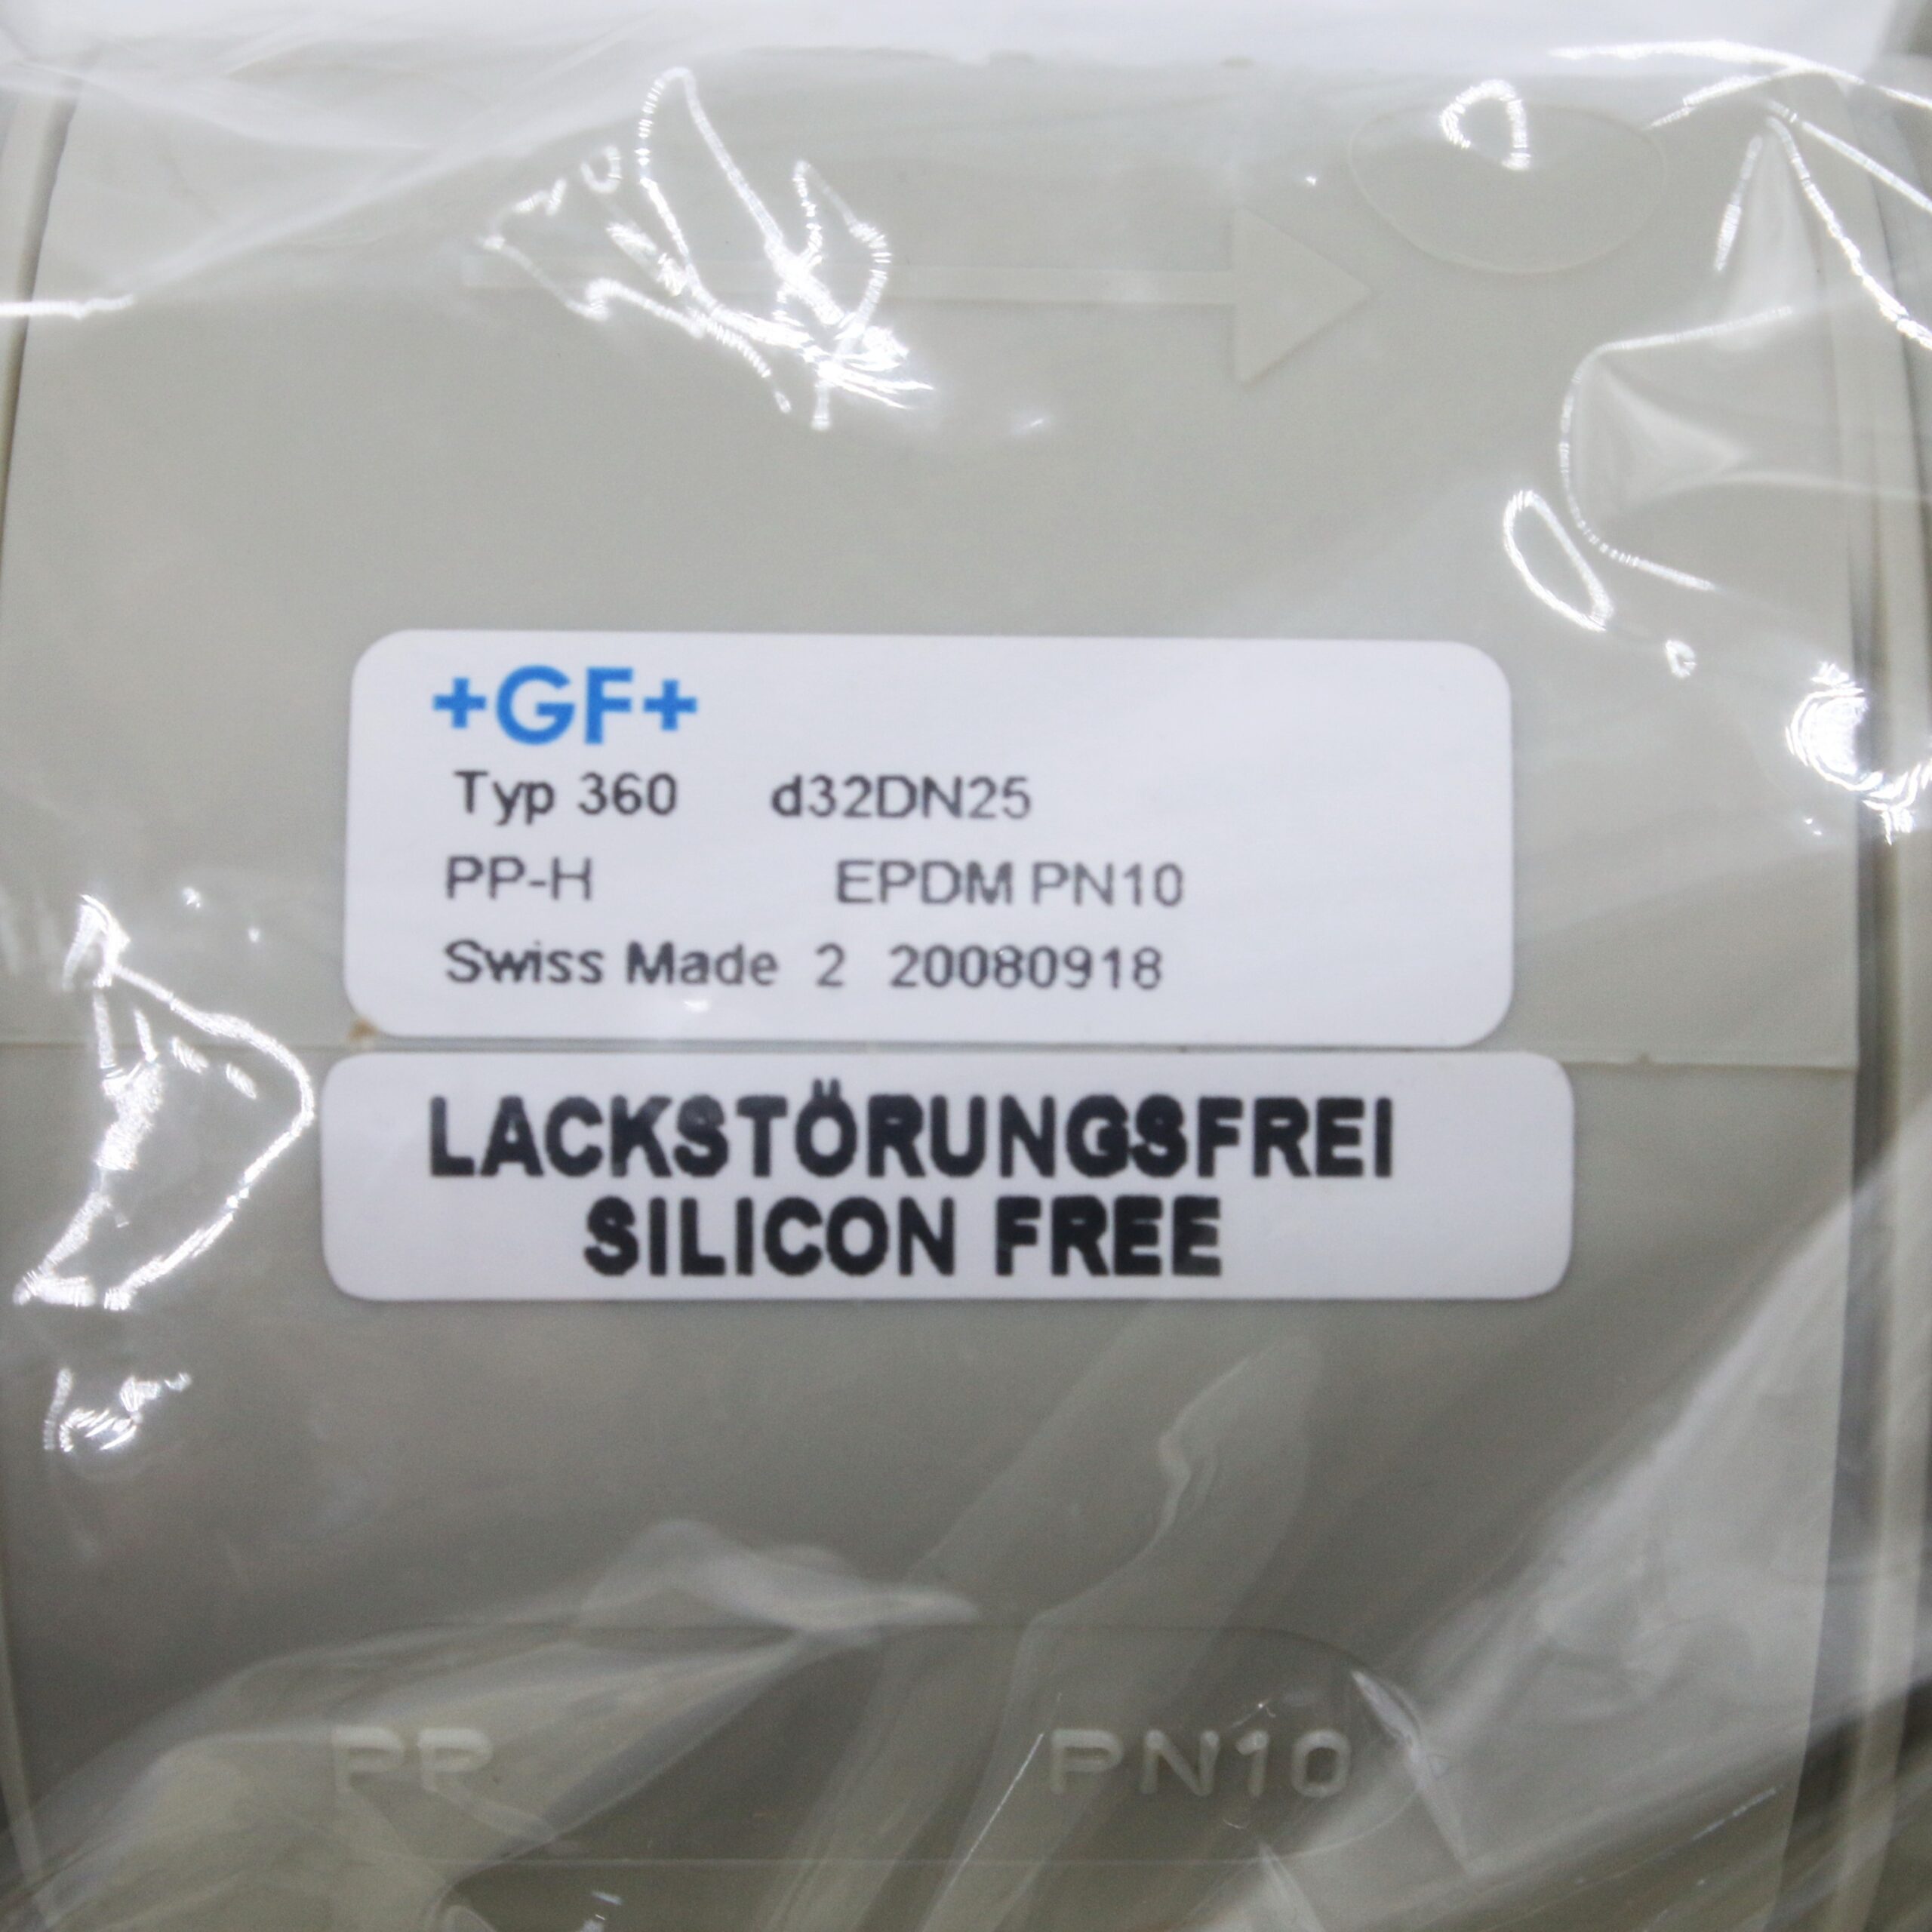 +GF+
Typ 360 d32DN25
PP-H EPDM PN10
Swiss Made 2 20080918
LACKSTÖRUNGSFREI
SILICON FREE
PP PN10